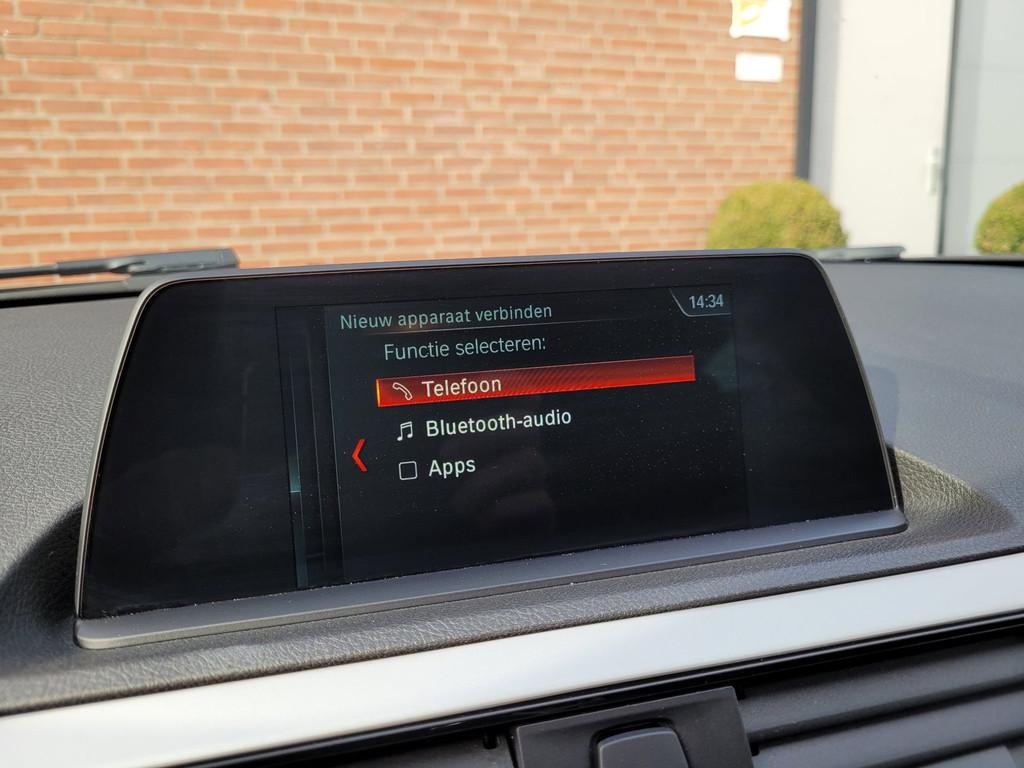 Nieuw apparaat verbinden
14:34
Functie selecteren:
Telefoon
Bluetooth-audio
Apps